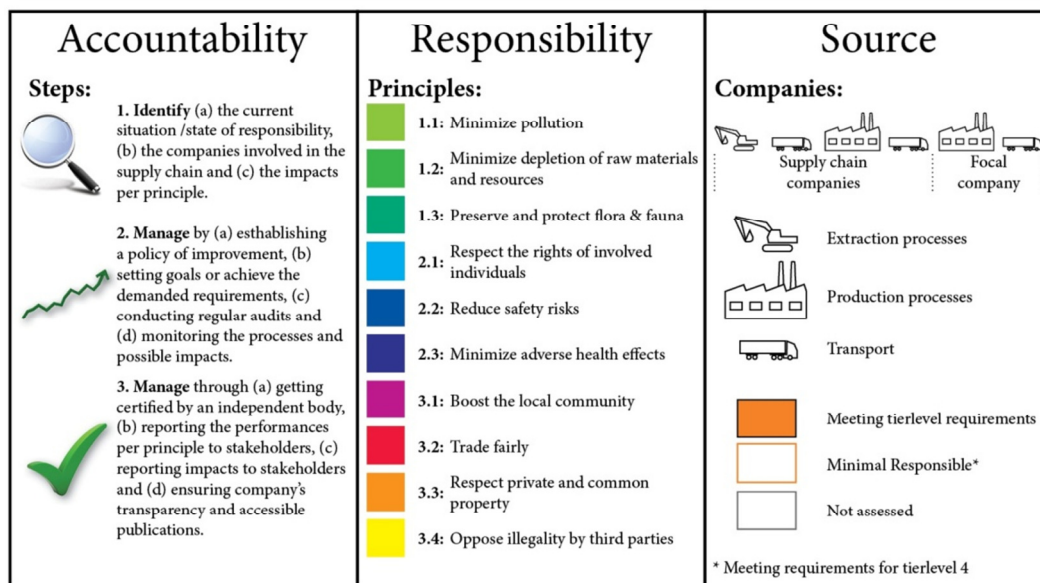 Accountability
Steps:
1. Identify (a) the current
situation /state of responsibility,
(b) the companies involved in the
supply chain and (c) the impacts
per principle.
2. Manage by (a) esthablishing
a policy of improvement, (b)
setting goals or achieve the
demanded requirements, (c)
conducting regular audits and
(d) monitoring the processes and
possible impacts.
3. Manage through (a) getting
certified by an independent body,
(b) reporting the performances
per principle to stakeholders, (c)
reporting impacts to stakeholders
and (d) ensuring company's
transparency and accessible
publications.
Responsibility
Principles:
1.1: Minimize pollution
1.2: Minimize depletion of raw materials
and resources
1.3: Preserve and protect flora & fauna
2.1: Respect the rights of involved
individuals
2.2: Reduce safety risks
2.3: Minimize adverse health effects
3.1: Boost the local community
3.2: Trade fairly
3.3: Respect private and common
property
3.4: Oppose illegality by third parties
Source
Companies:
Supply chain
companies
Focal
company
Extraction processes
Production processes
Transport
Meeting tierlevel requirements
Minimal Responsible*
Not assessed
* Meeting requirements for tierlevel 4